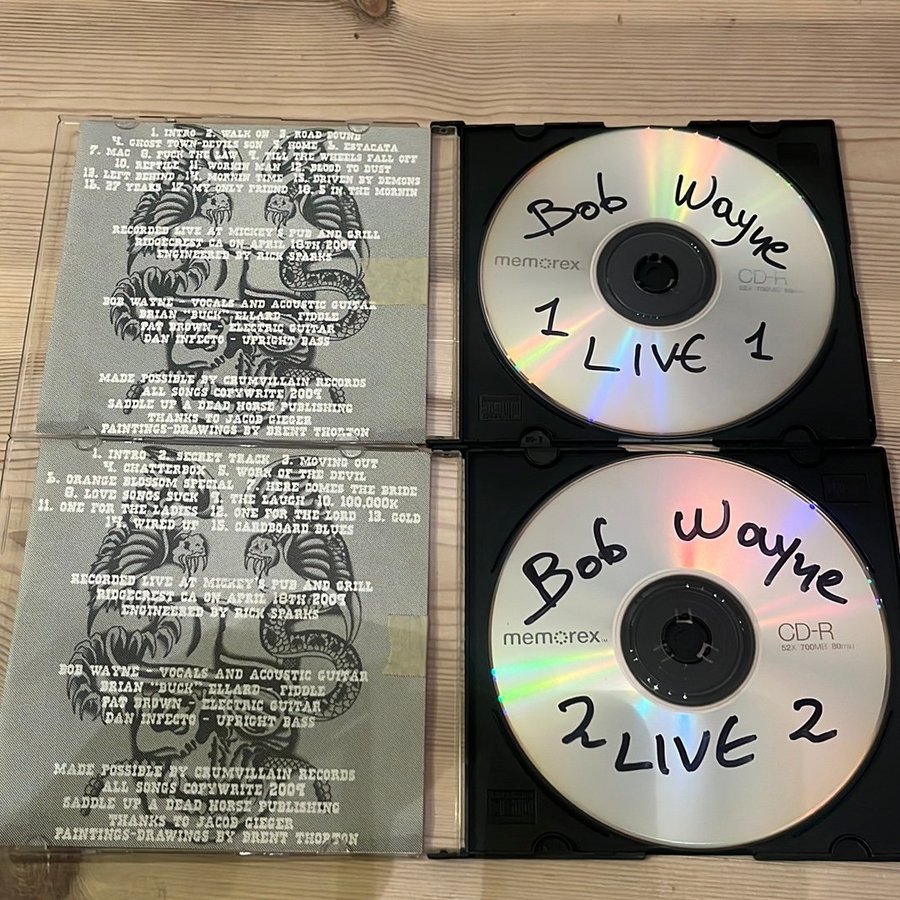 1. INTRO 2. WALK ON 3. ROAD BOUND
4. GHOST TOWN-DEVILS SON 5. HOME 6. ESTACATA
7. MAC 8. FUCK THE LAW 9. TILL THE WHEELS FALL OFF
10. REPTILE 11. WORKIN MAN 12. BLOOD TO DUST
13. LEFT BEHIND 14. MORNIN TIME 15. DRIVEN BY DEMONS
16. 27 YEARS 17. MY ONLY FRIEND 18. 5 IN THE MORNIN
RECORDED LIVE AT MICKEY'S PUB AND GRILL
RIDGECREST CA ON APRIL 18TH 2009
ENGINEERED BY RICK SPARKS
BOB WAYNE - VOCALS AND ACOUSTIC GUITAR
BRIAN "BUCK" ELLARD - FIDDLE
PAT BROWN - ELECTRIC GUITAR
DAN INFECTO - UPRIGHT BASS
MADE POSSIBLE BY CRUMVILLAIN RECORDS
ALL SONGS COPYWRITE 2009
SADDLE UP A DEAD HORSE PUBLISHING
THANKS TO JACOB GIEGER
PAINTINGS-DRAWINGS BY BRENT THORTON
Bob Wayne
memorex
CD-R
52X 700MB 80min
1 LIVE 1
1. INTRO 2. SECRET TRACK 3. MOVING OUT
4. CHATTERBOX 5. WORK OF THE DEVIL
6. ORANGE BLOSSOM SPECIAL 7. HERE COMES THE BRIDE
8. LOVE SONGS SUCK 9. THE LAUGH 10. 100,000K
11. ONE FOR THE LADIES 12. ONE FOR THE LORD 13. GOLD
14. WIRED UP 15. CARDBOARD BLUES
RECORDED LIVE AT MICKEY'S PUB AND GRILL
RIDGECREST CA ON APRIL 18TH 2009
ENGINEERED BY RICK SPARKS
BOB WAYNE - VOCALS AND ACOUSTIC GUITAR
BRIAN "BUCK" ELLARD - FIDDLE
PAT BROWN - ELECTRIC GUITAR
DAN INFECTO - UPRIGHT BASS
MADE POSSIBLE BY CRUMVILLAIN RECORDS
ALL SONGS COPYWRITE 2009
SADDLE UP A DEAD HORSE PUBLISHING
THANKS TO JACOB GIEGER
PAINTINGS-DRAWINGS BY BRENT THORTON
Bob Wayne
memorex
CD-R
52X 700MB 80min
2 LIVE 2